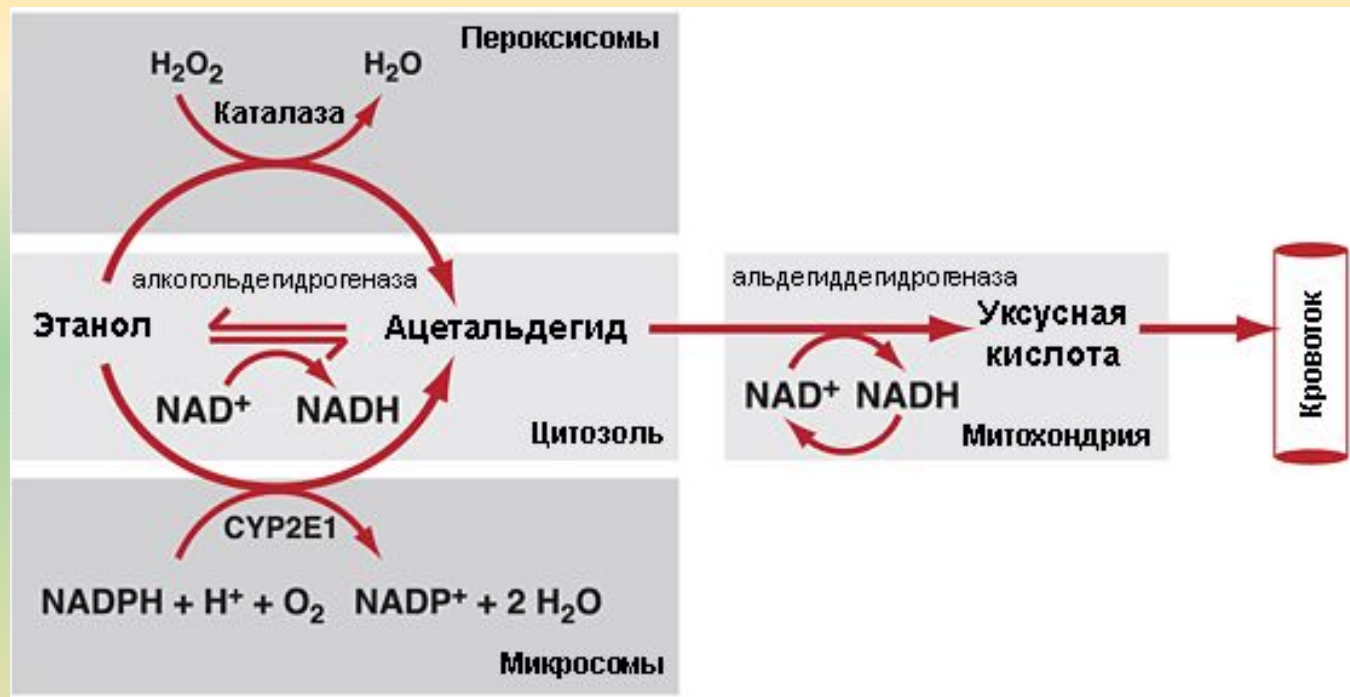 Пероксисомы
H₂O₂ H₂O
Каталаза
алкогольдегидрогеназа
Этанол Ацетальдегид
NAD⁺ NADH
Цитозоль
альдегиддегидрогеназа
Уксусная
кислота
NAD⁺ NADH
Митохондрия
Кровоток
CYP2E1
NADPH + H⁺ + O₂ NADP⁺ + 2 H₂O
Микросомы